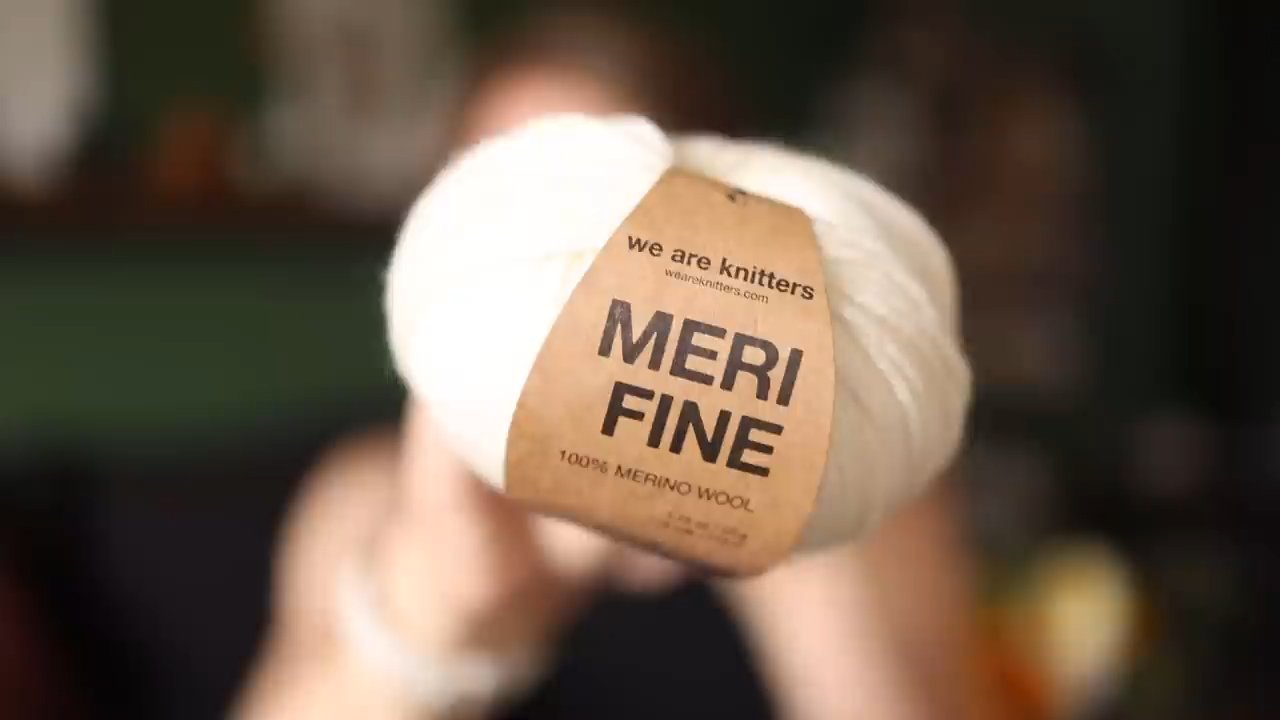 we are knitters
weareknitters.com
MERI
FINE
100% MERINO WOOL